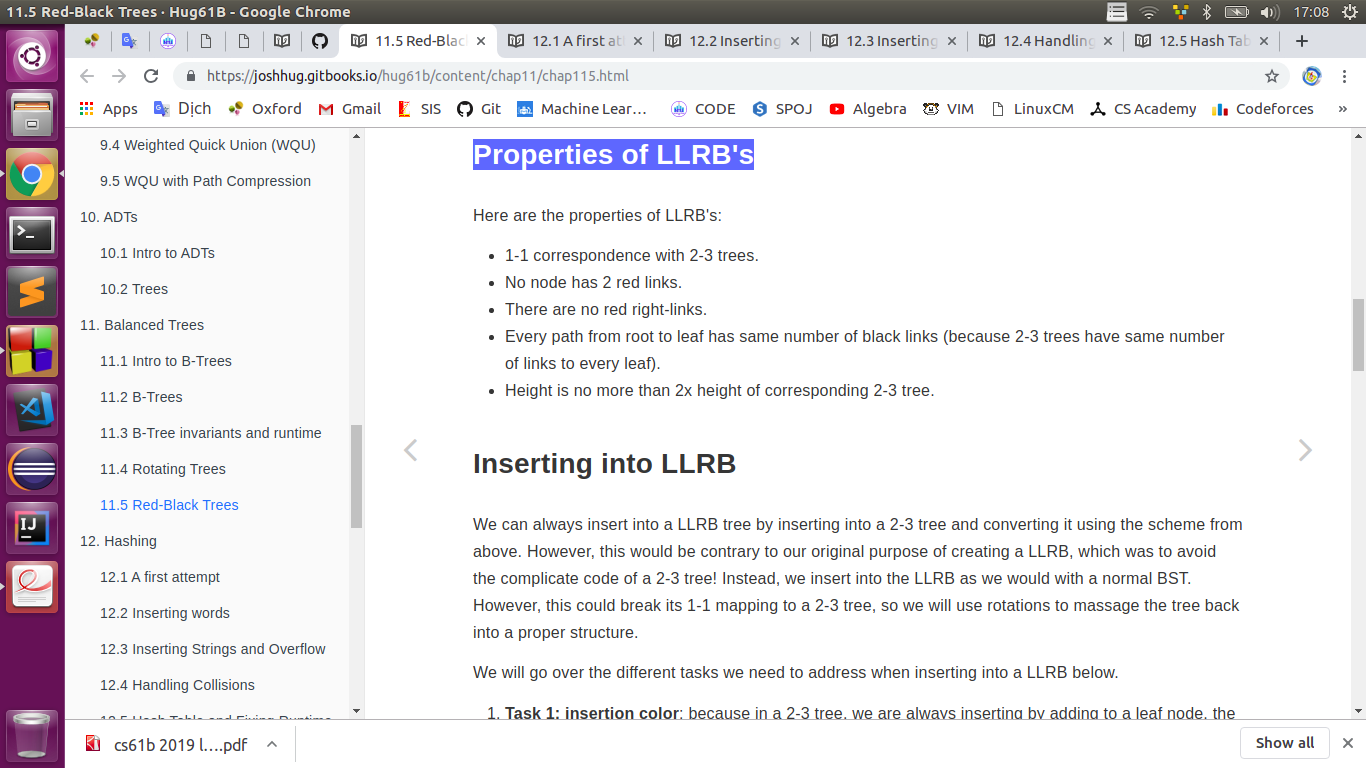 11.5 Red-Black Trees · Hug61B - Google Chrome
17:08
11.5 Red-Blac
12.1 A first at
12.2 Inserting
12.3 Inserting
12.4 Handling
12.5 Hash Tab
https://joshhug.gitbooks.io/hug61b/content/chap11/chap115.html
Apps
Dịch
Oxford
Gmail
SIS
Git
Machine Lear…
CODE
SPOJ
Algebra
VIM
LinuxCM
CS Academy
Codeforces
»
9.4 Weighted Quick Union (WQU)
9.5 WQU with Path Compression
10. ADTs
10.1 Intro to ADTs
10.2 Trees
11. Balanced Trees
11.1 Intro to B-Trees
11.2 B-Trees
11.3 B-Tree invariants and runtime
11.4 Rotating Trees
11.5 Red-Black Trees
12. Hashing
12.1 A first attempt
12.2 Inserting words
12.3 Inserting Strings and Overflow
12.4 Handling Collisions
12.5 Hash Table and Fixing Runtime
Properties of LLRB's
Here are the properties of LLRB's:
• 1-1 correspondence with 2-3 trees.
• No node has 2 red links.
• There are no red right-links.
• Every path from root to leaf has same number of black links (because 2-3 trees have same number
of links to every leaf).
• Height is no more than 2x height of corresponding 2-3 tree.
Inserting into LLRB
We can always insert into a LLRB tree by inserting into a 2-3 tree and converting it using the scheme from
above. However, this would be contrary to our original purpose of creating a LLRB, which was to avoid
the complicate code of a 2-3 tree! Instead, we insert into the LLRB as we would with a normal BST.
However, this could break its 1-1 mapping to a 2-3 tree, so we will use rotations to massage the tree back
into a proper structure.
We will go over the different tasks we need to address when inserting into a LLRB below.
1. Task 1: insertion color: because in a 2-3 tree, we are always inserting by adding to a leaf node, the
cs61b 2019 l....pdf
Show all